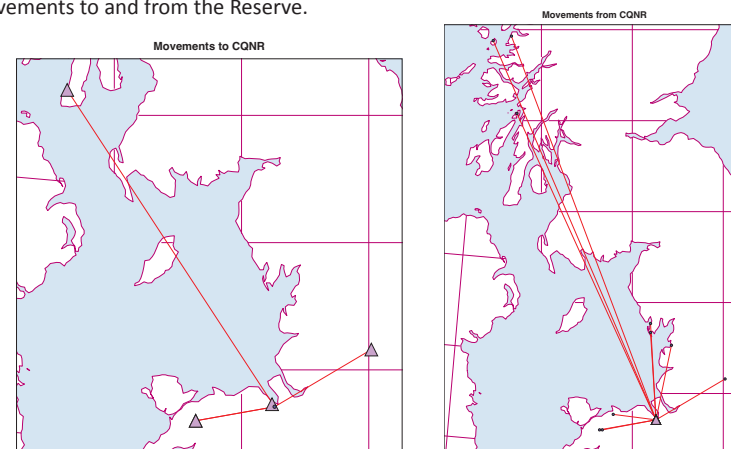 vements to and from the Reserve.
Movements to CQNR
Movements from CQNR